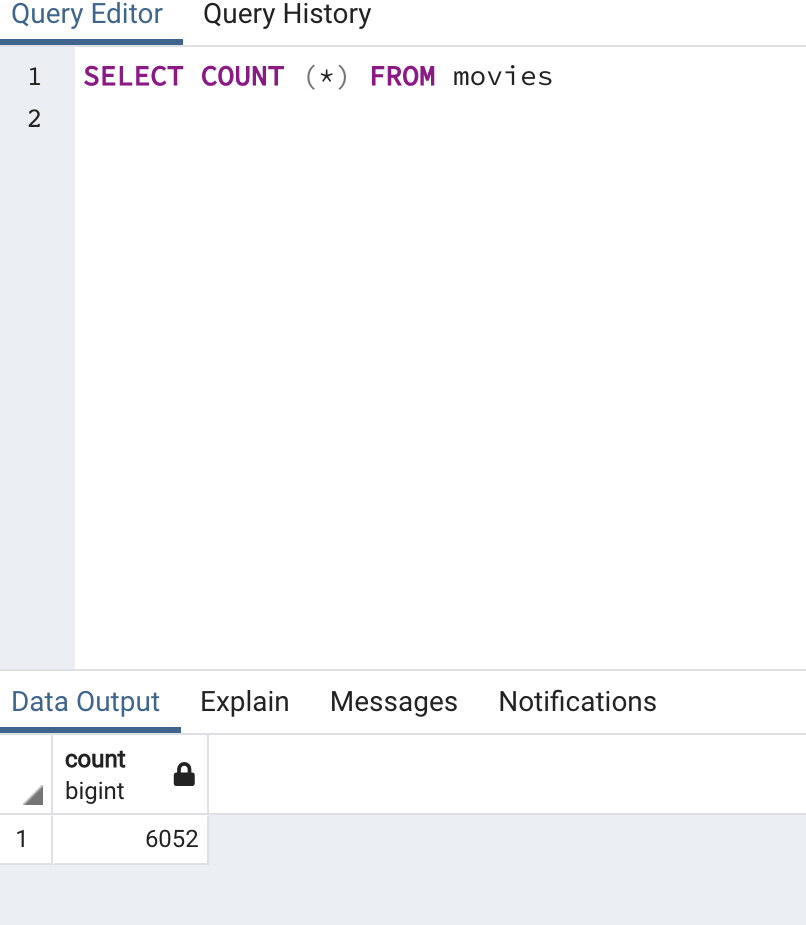 Query Editor Query History
1 SELECT COUNT (*) FROM movies
2
Data Output Explain Messages Notifications
count
bigint
1 6052